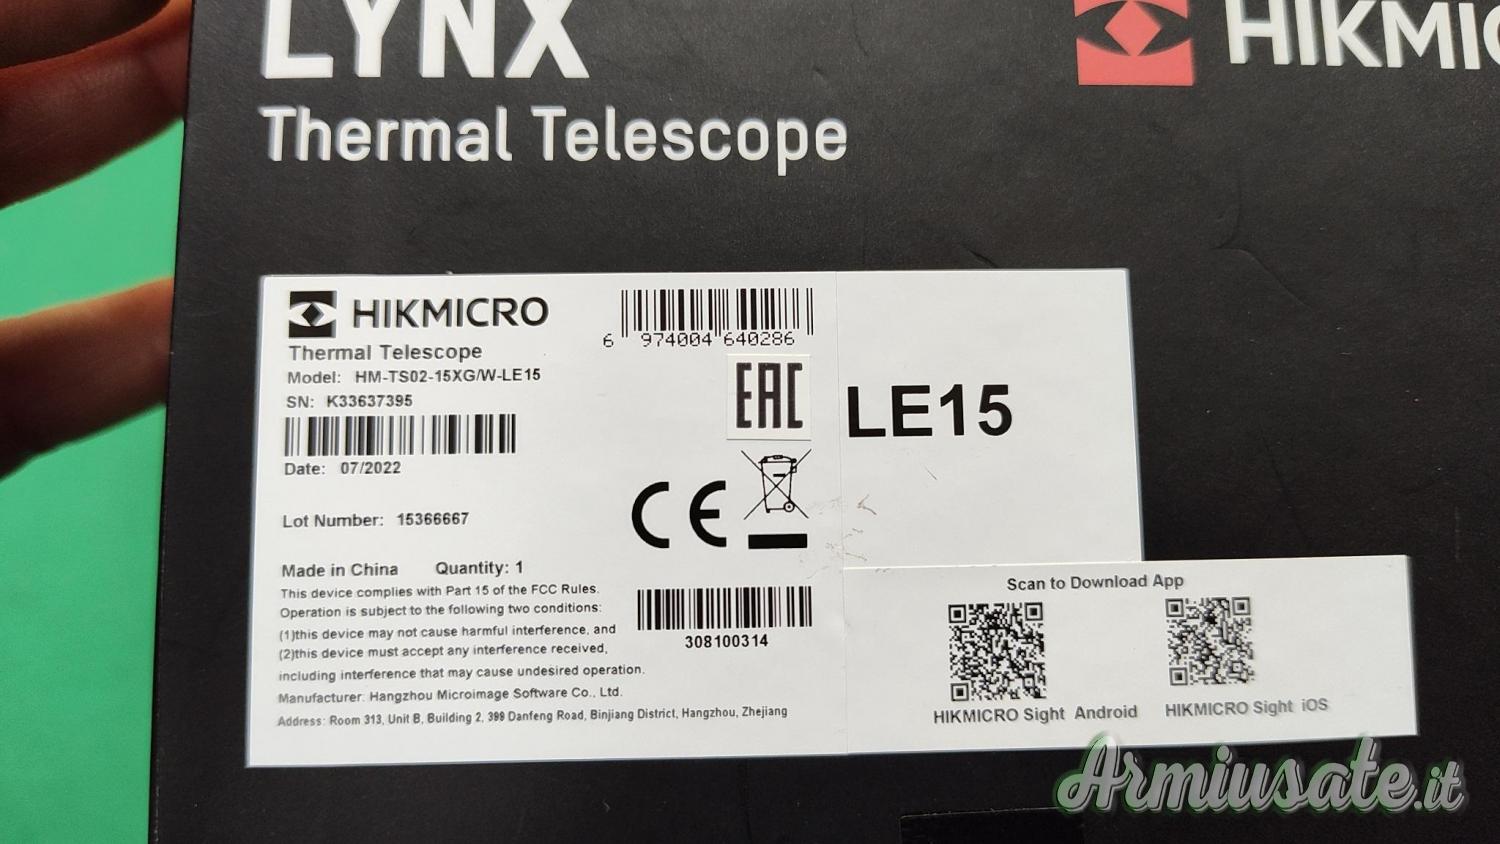 LYNX
Thermal Telescope
HIKMIC
HIKMICRO
Thermal Telescope
Model: HM-TS02-15XG/W-LE15
SN: K33637395
Date: 07/2022
Lot Number: 15366667
Made in China Quantity: 1
This device complies with Part 15 of the FCC Rules.
Operation is subject to the following two conditions:
(1)this device may not cause harmful interference, and
(2)this device must accept any interference received,
including interference that may cause undesired operation.
Manufacturer: Hangzhou Microimage Software Co., Ltd.
Address: Room 313, Unit B, Building 2, 399 Danfeng Road, Binjiang District, Hangzhou, Zhejiang
6 974004 640286
EAC
CE
308100314
LE15
Scan to Download App
HIKMICRO Sight Android
HIKMICRO Sight iOS
Armiusate.it